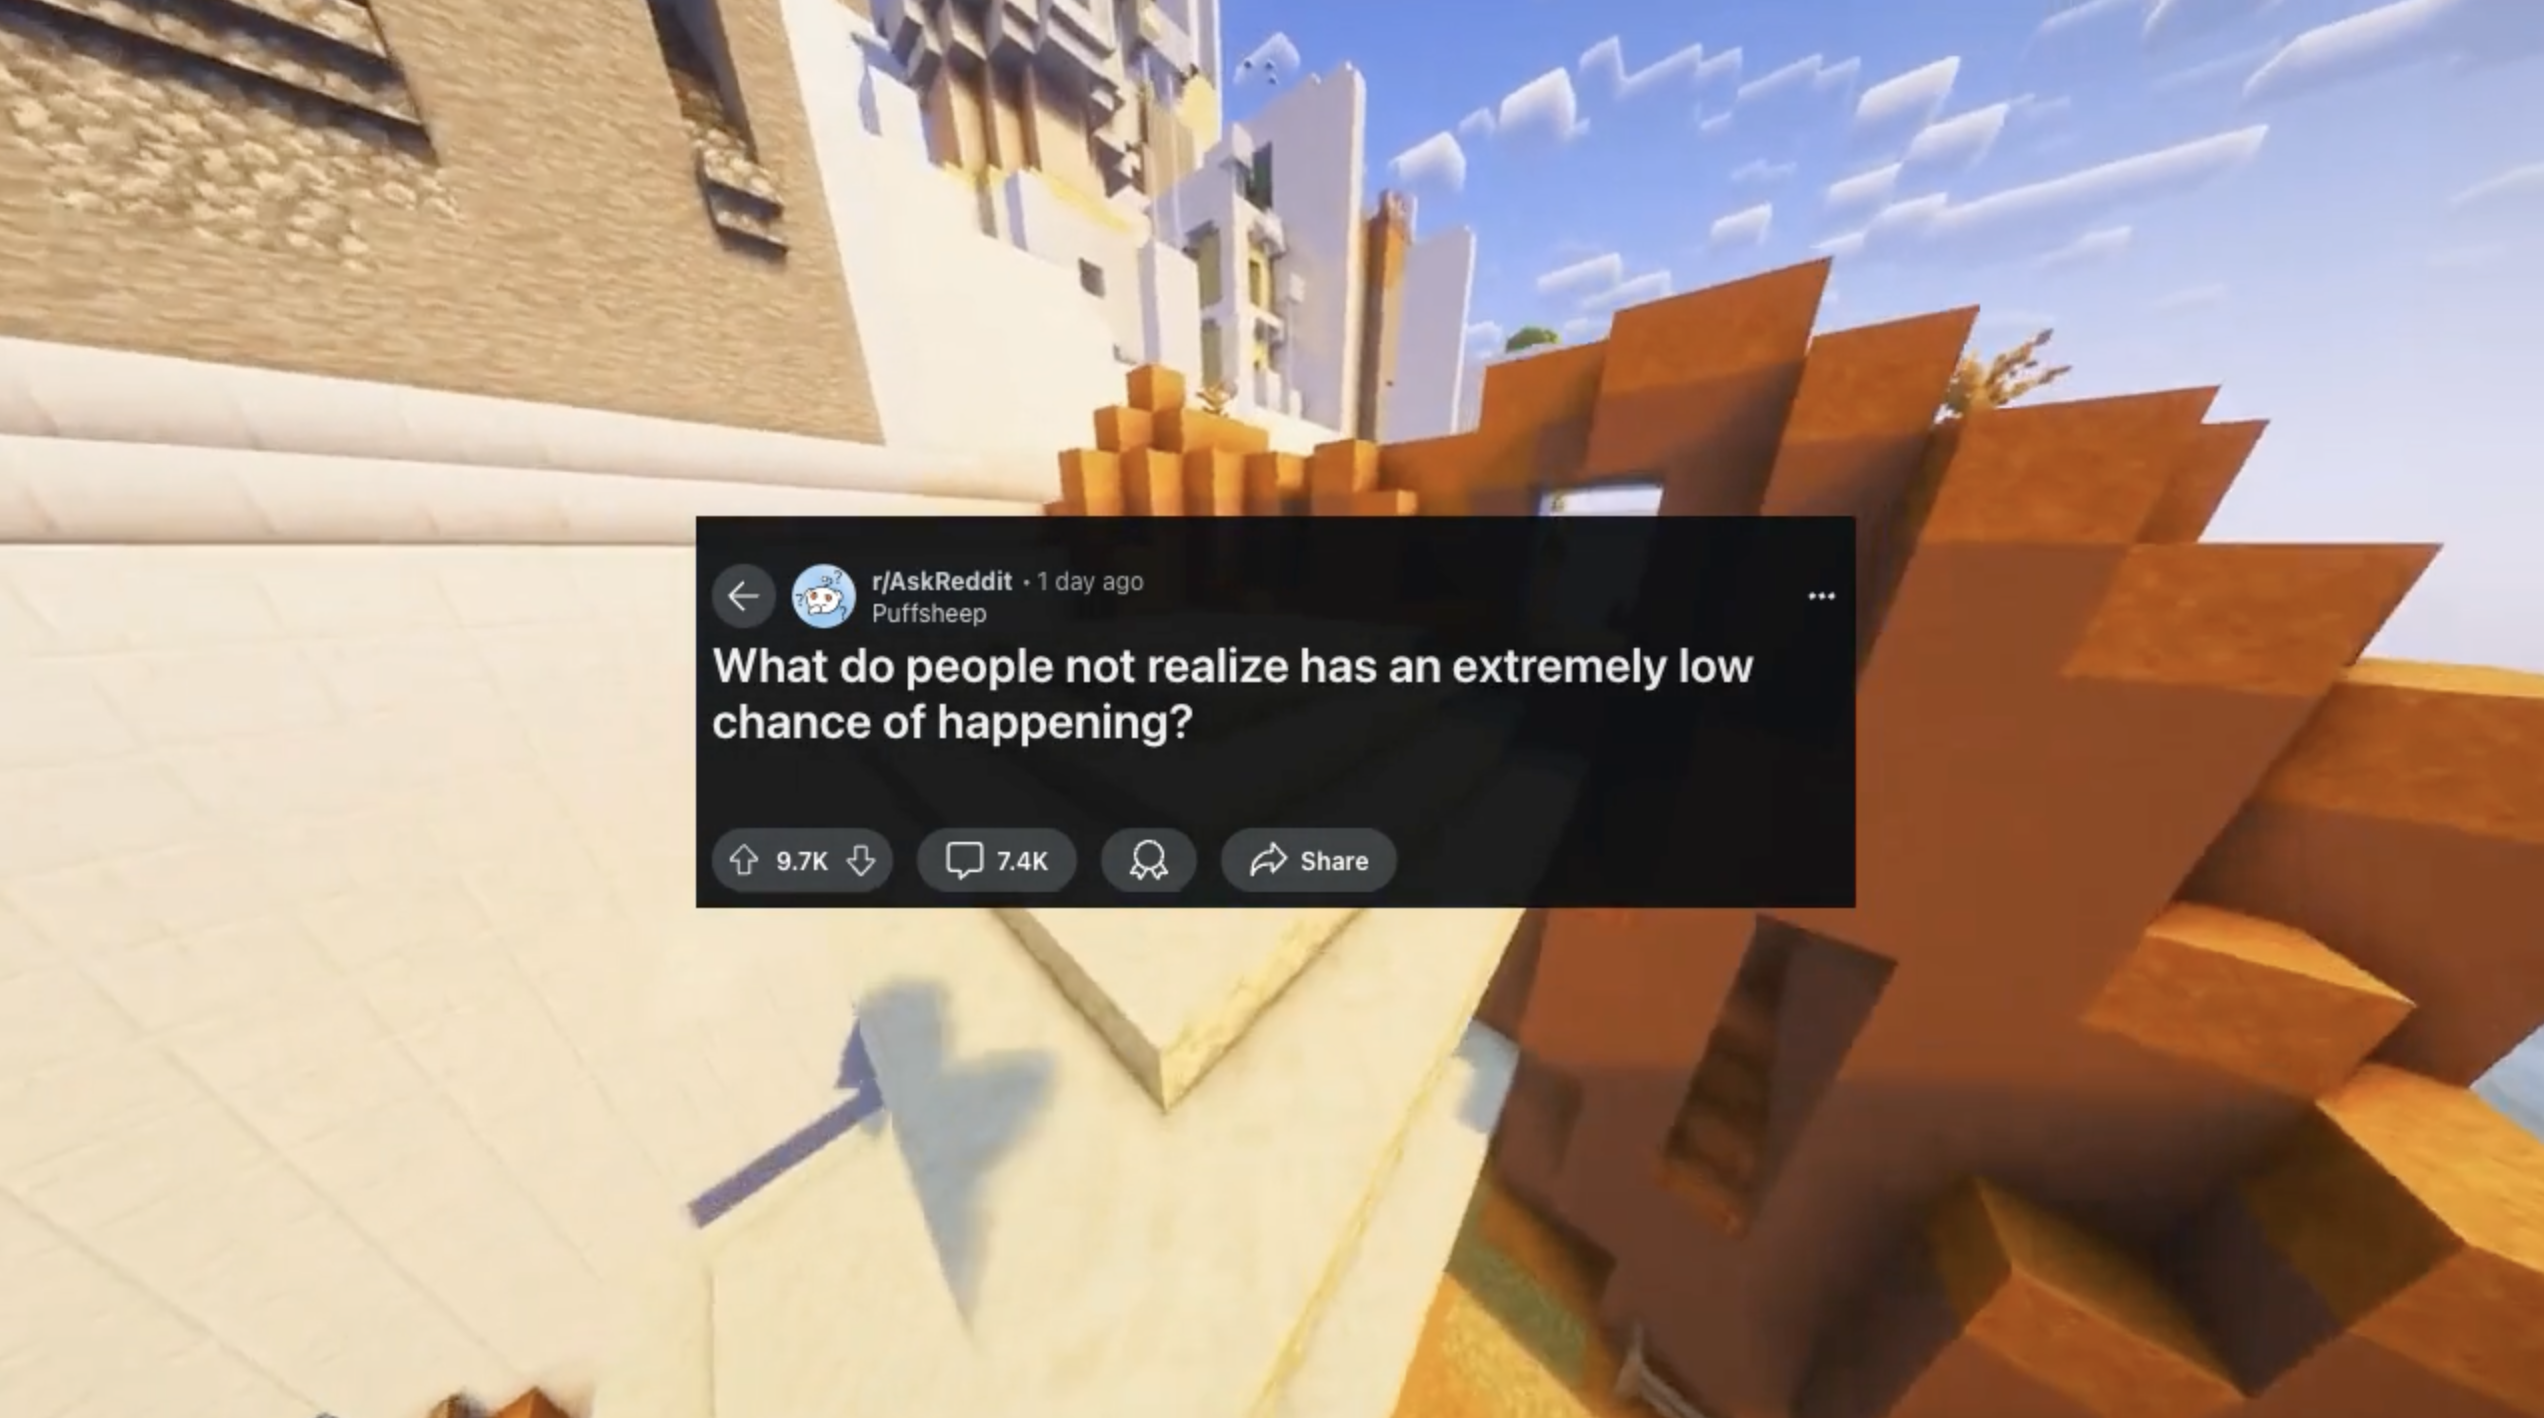 r/AskReddit • 1 day ago
Puffsheep
What do people not realize has an extremely low
chance of happening?
9.7K 7.4K Share